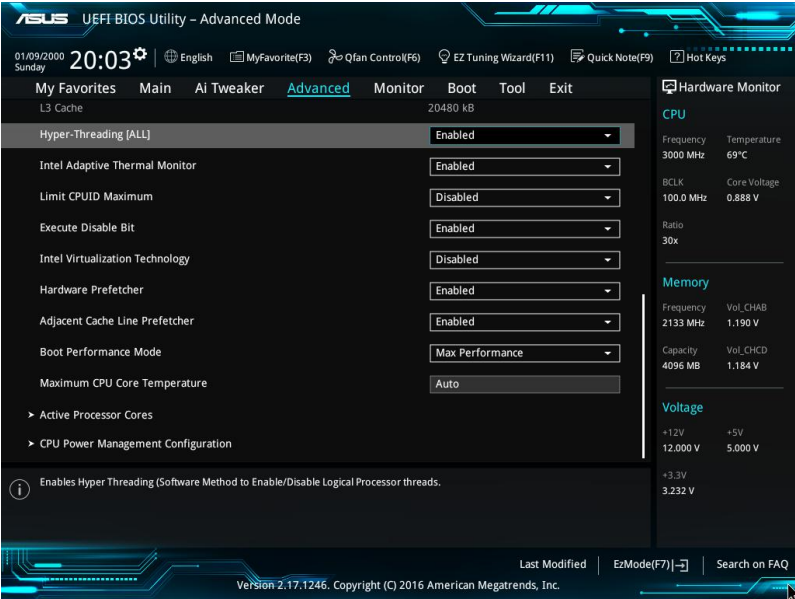 ASUS UEFI BIOS Utility – Advanced Mode
01/09/2000
Sunday
20:03
English MyFavorite(F3) Qfan Control(F6) EZ Tuning Wizard(F11) Quick Note(F9) ? Hot Keys
My Favorites Main Ai Tweaker Advanced Monitor Boot Tool Exit
L3 Cache 20480 kB
Hyper-Threading [ALL] Enabled
Intel Adaptive Thermal Monitor Enabled
Limit CPUID Maximum Disabled
Execute Disable Bit Enabled
Intel Virtualization Technology Disabled
Hardware Prefetcher Enabled
Adjacent Cache Line Prefetcher Enabled
Boot Performance Mode Max Performance
Maximum CPU Core Temperature Auto
Active Processor Cores
CPU Power Management Configuration
Enables Hyper Threading (Software Method to Enable/Disable Logical Processor threads.
Hardware Monitor
CPU
Frequency Temperature
3000 MHz 69°C
BCLK Core Voltage
100.0 MHz 0.888 V
Ratio
30x
Memory
Frequency Vol_CHAB
2133 MHz 1.190 V
Capacity Vol_CHCD
4096 MB 1.184 V
Voltage
+12V +5V
12.000 V 5.000 V
+3.3V
3.232 V
Last Modified EzMode(F7) Search on FAQ
Version 2.17.1246. Copyright (C) 2016 American Megatrends, Inc.